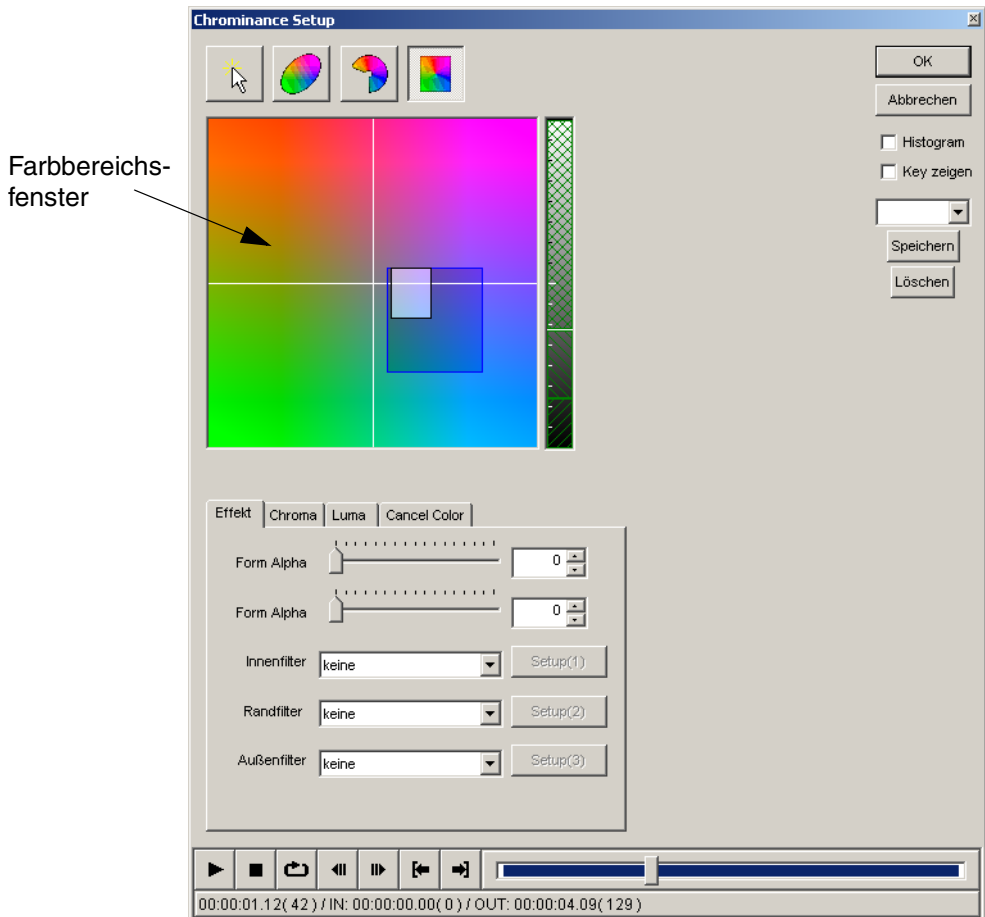 Chrominance Setup
OK
Abbrechen
Histogram
Key zeigen
Farbbereichs-
fenster
Speichern
Löschen
Effekt Chroma Luma Cancel Color
Form Alpha 0
Form Alpha 0
Innenfilter keine Setup(1)
Randfilter keine Setup(2)
Außenfilter keine Setup(3)
00:00:01.12( 42 ) / IN: 00:00:00.00( 0 ) / OUT: 00:00:04.09( 129 )